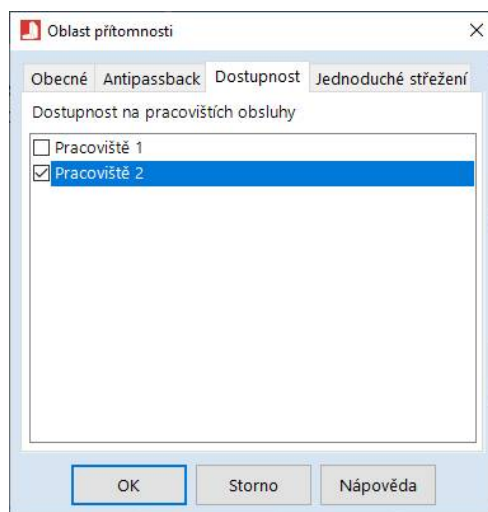 Oblast přítomnosti
Obecné Antipassback Dostupnost Jednoduché střežení
Dostupnost na pracovištích obsluhy
Pracoviště 1
Pracoviště 2
OK Storno Nápověda